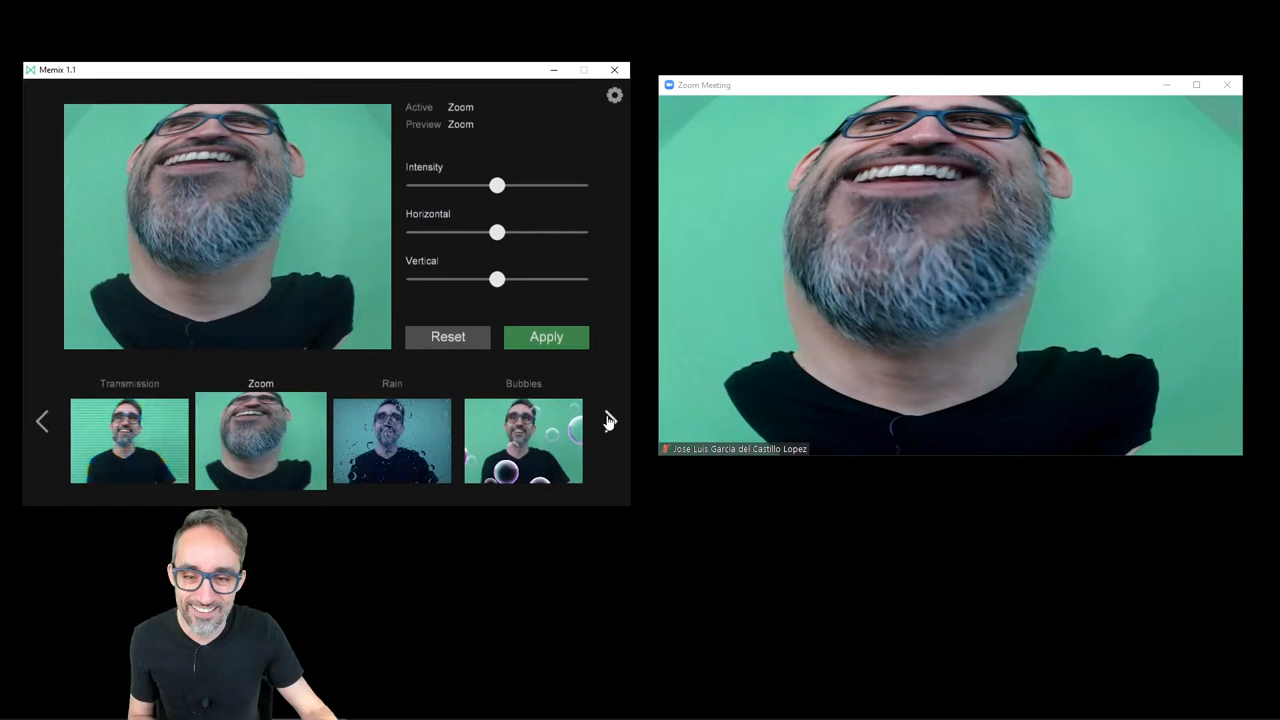 Memix 1.1
Active Zoom
Preview Zoom
Intensity
Horizontal
Vertical
Reset Apply
Transmission Zoom Rain Bubbles
Zoom Meeting
Jose Luis Garcia del Castillo Lopez